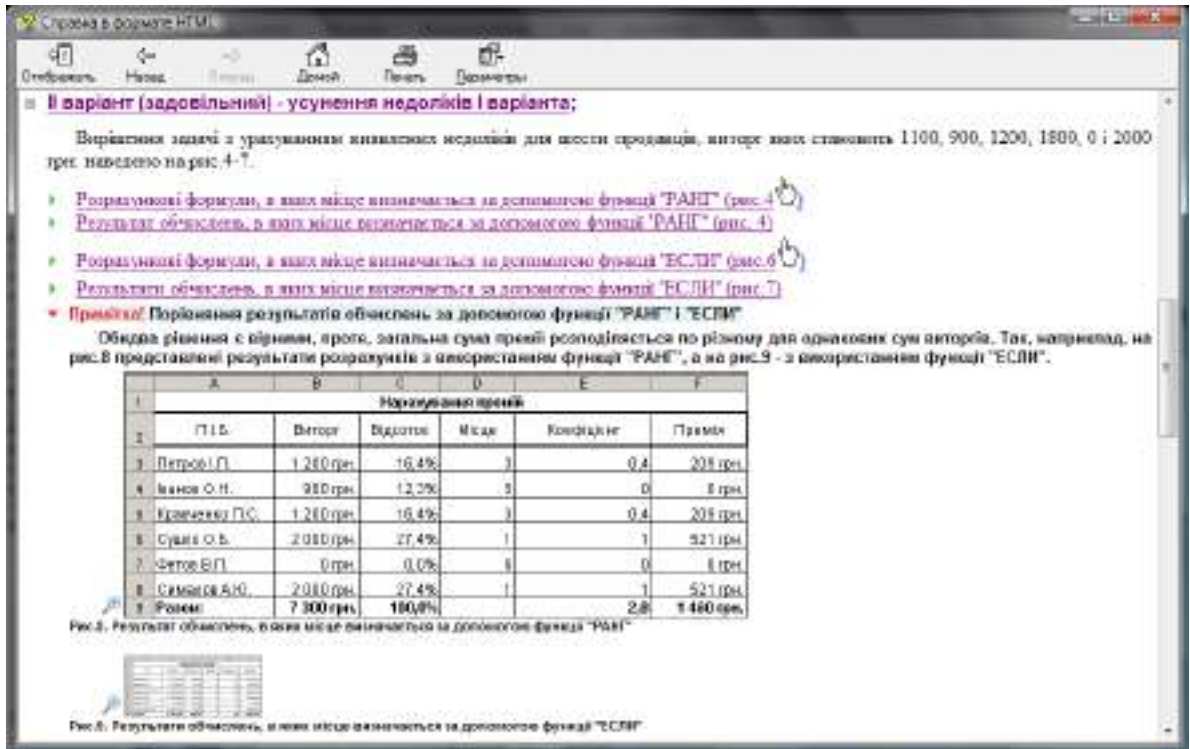 Справка в формате HTML
Отображать Назад Вперед Домой Печать Параметры
II варіант (задовільний) - усунення недоліків I варіанта;
Вирішення задачі з урахуванням виявлених недоліків для шести продавців, виторг яких становить 1100, 900, 1200, 1800, 0 і 2000
грн. наведено на рис.4-7.
Розрахункові формули, в яких місце визначається за допомогою функції "РАНГ" (рис.4)
Результат обчислень, в яких місце визначається за допомогою функції "РАНГ" (рис. 4)
Розрахункові формули, в яких місце визначається за допомогою функції "ЕСЛИ" (рис.6)
Результати обчислень, в яких місце визначається за допомогою функції "ЕСЛИ" (рис.7)
Примітка! Порівняння результатів обчислень за допомогою функції "РАНГ" і "ЕСЛИ"
Обидва рішення є вірними, проте, загальна сума премії розподіляється по різному для однакових сум виторгів. Так, наприклад, на
рис.8 представлені результати розрахунків з використанням функції "РАНГ", а на рис.9 - з використанням функції "ЕСЛИ".
A B C D E F
1 Нарахування премій
2 П.І.Б. Виторг Відсоток Місце Коефіцієнт Премія
3 Петров І.П. 1 200 грн. 16,4% 3 0,4 209 грн.
4 Іванов О.Н. 900 грн. 12,3% 5 0 0 грн.
5 Кравченко П.С. 1 200 грн. 16,4% 3 0,4 209 грн.
6 Сушко О.Б. 2 000 грн. 27,4% 1 1 521 грн.
7 Фетов В.П. 0 грн. 0,0% 6 0 0 грн.
8 Симаков А.Ю. 2 000 грн. 27,4% 1 1 521 грн.
9 Разом: 7 300 грн. 100,0% 2,8 1 460 грн.
Рис.8. Результат обчислень, в яких місце визначається за допомогою функції "РАНГ"
Рис.9. Результати обчислень, в яких місце визначається за допомогою функції "ЕСЛИ"